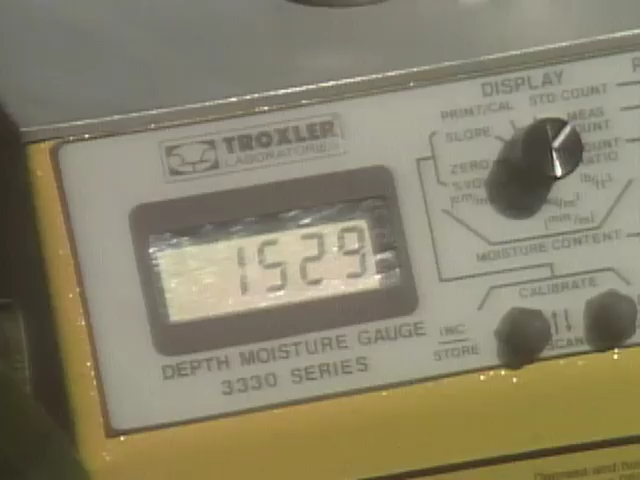 TROXLER
LABORATORIES
1529
DEPTH MOISTURE GAUGE
3330 SERIES
DISPLAY
PRINT/CAL
STD COUNT
SLOPE
MEAS
ZERO
RATIO
MOISTURE CONTENT
CALIBRATE
INC
STORE
SCAN